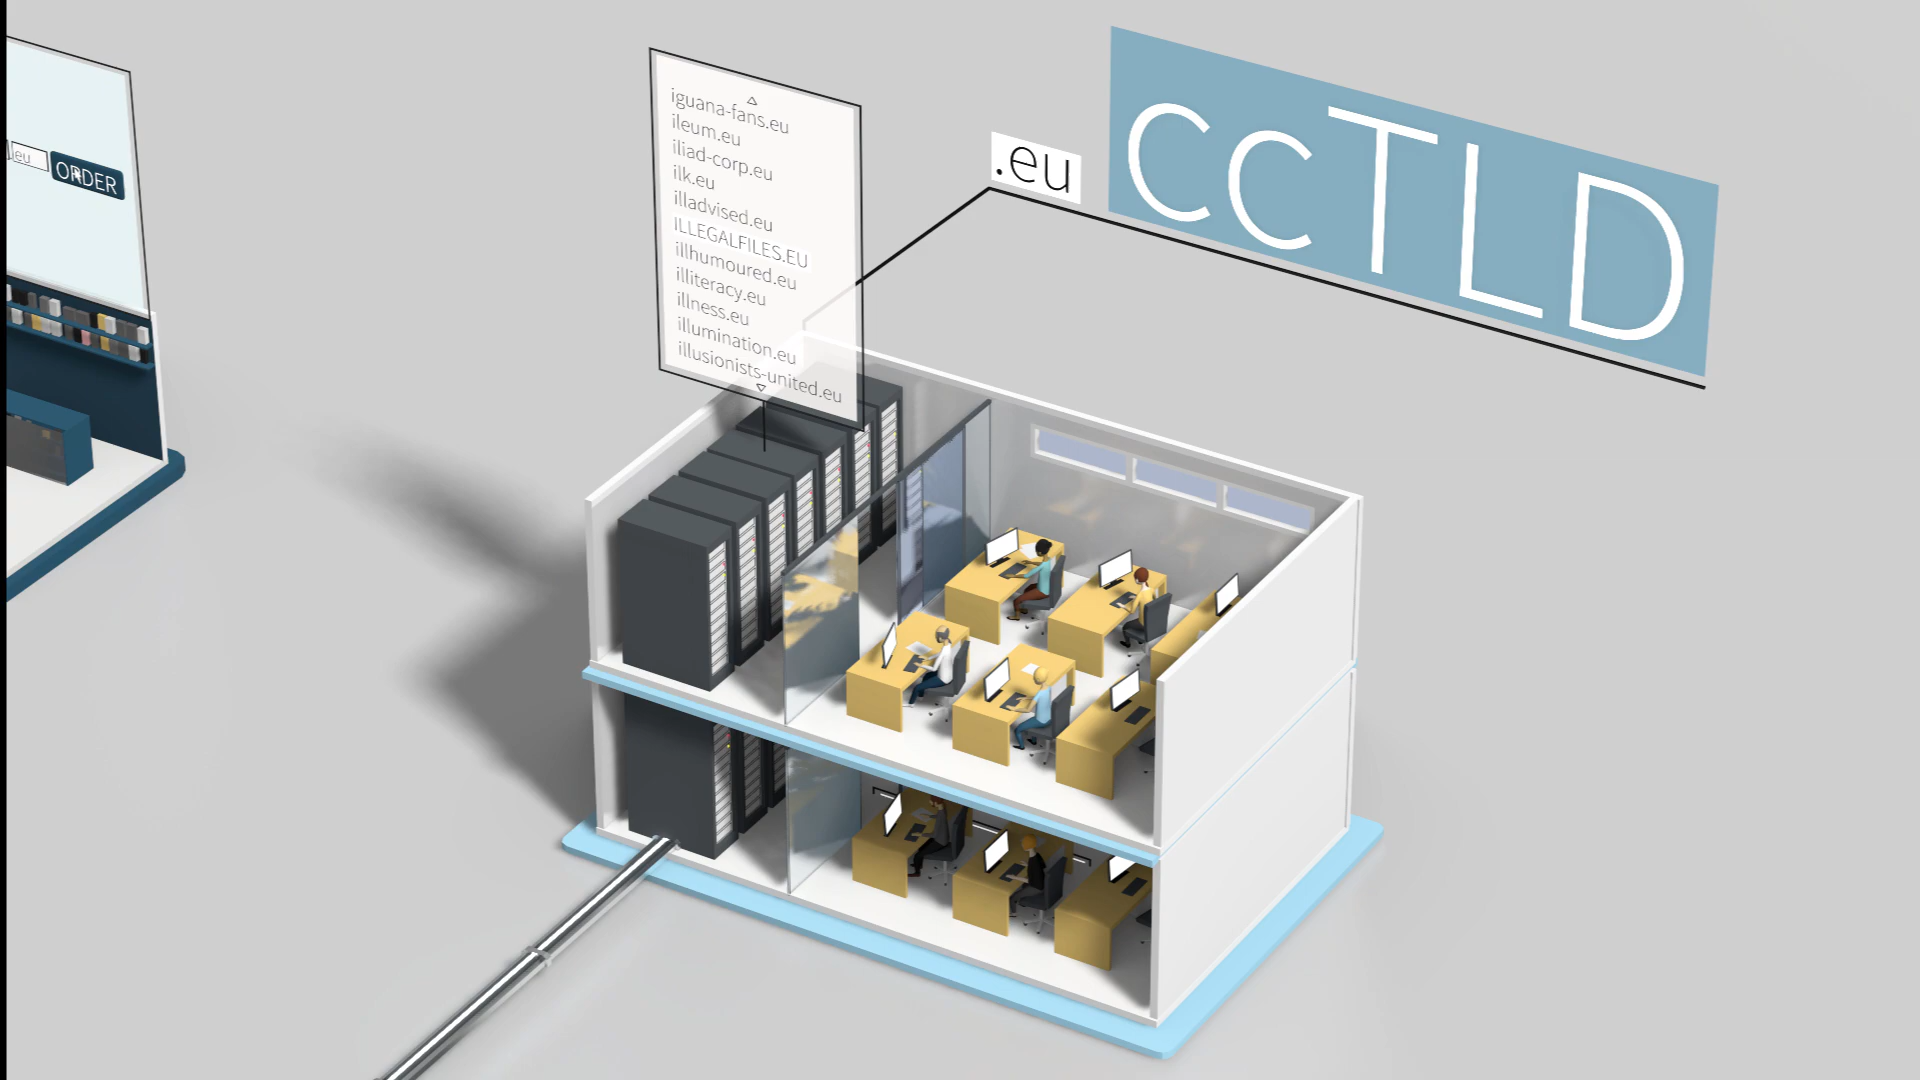 eu
ORDER
iguana-fans.eu
ileum.eu
iliad-corp.eu
ilk.eu
illadvised.eu
ILLEGALFILES.EU
illhumoured.eu
illiteracy.eu
illness.eu
illumination.eu
illusionists-united.eu
.eu
ccTLD